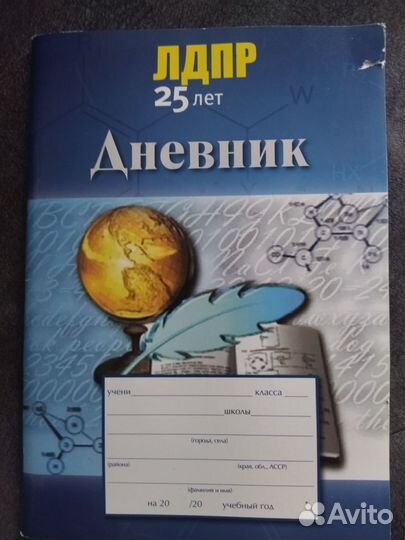 ЛДПР
25 лет
Дневник
W
учени класса
школы
(города, села)
(района) (края, обл., АССР)
(фамилия и имя)
на 20 /20 учебный год
Avito